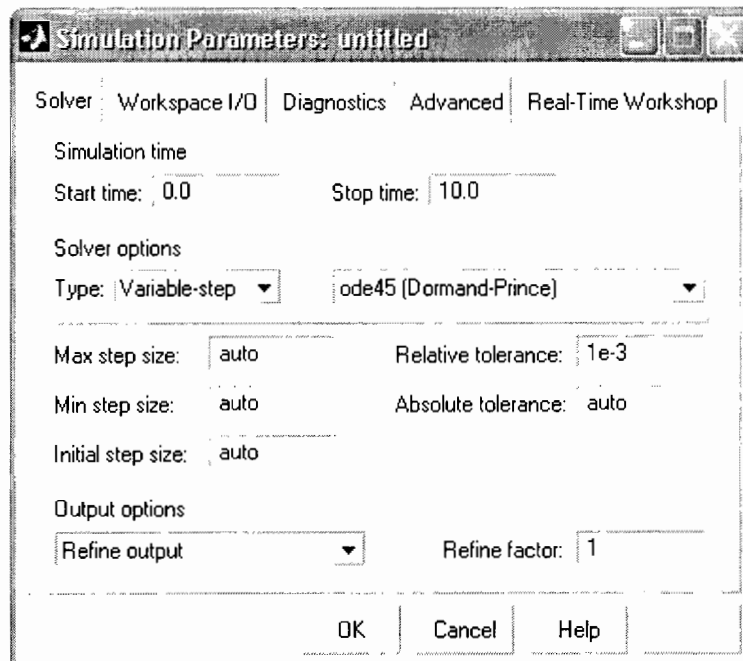 Simulation Parameters: untitled
Solver Workspace I/O Diagnostics Advanced Real-Time Workshop
Simulation time
Start time: 0.0 Stop time: 10.0
Solver options
Type: Variable-step ode45 (Dormand-Prince)
Max step size: auto Relative tolerance: 1e-3
Min step size: auto Absolute tolerance: auto
Initial step size: auto
Output options
Refine output Refine factor: 1
OK Cancel Help